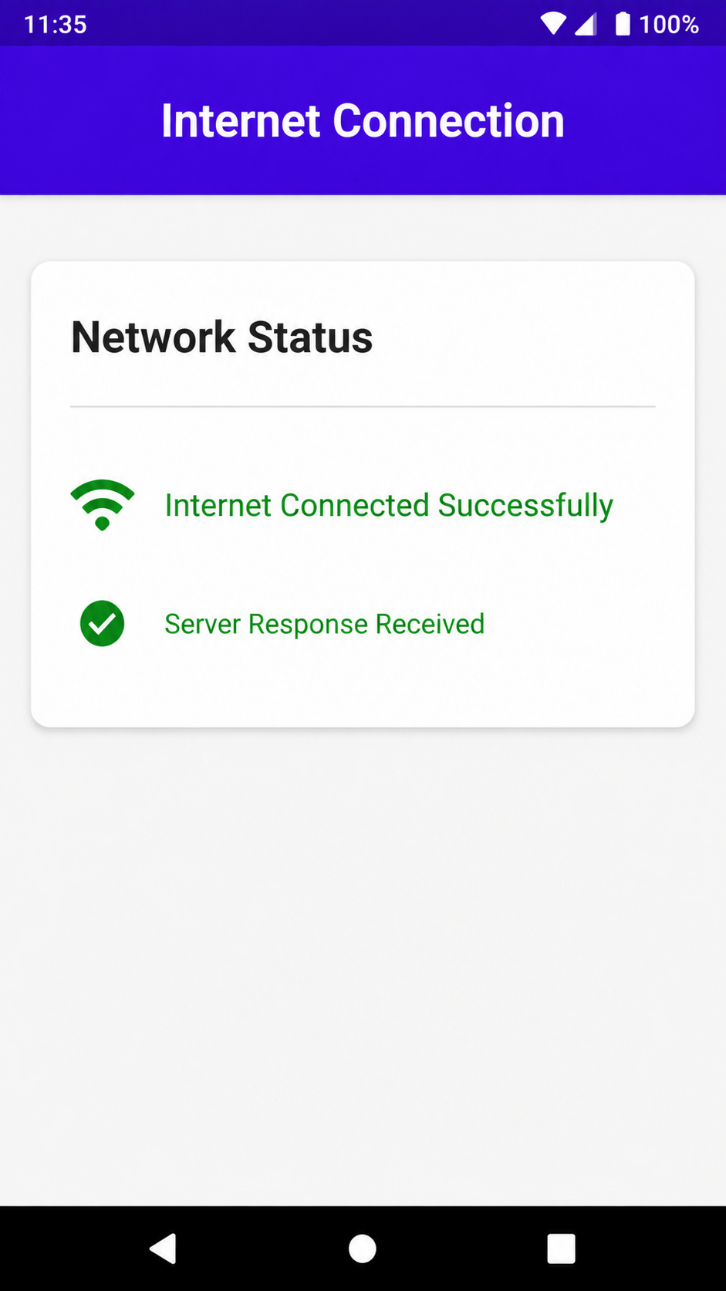 11:35 100%
Internet Connection
Network Status
Internet Connected Successfully
Server Response Received